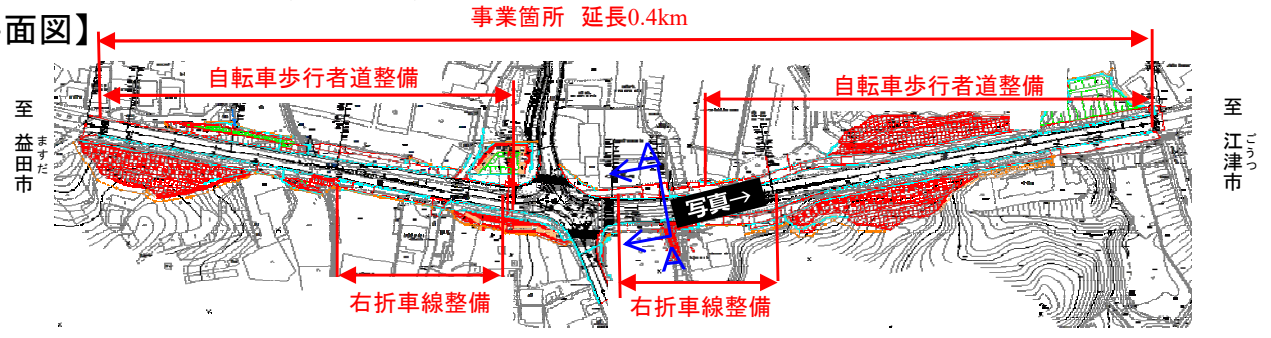 面図】
事業箇所 延長0.4km
自転車歩行者道整備
自転車歩行者道整備
至 益田市
ますだ
至 江津市
ごうつ
A
写真→
A
右折車線整備
右折車線整備